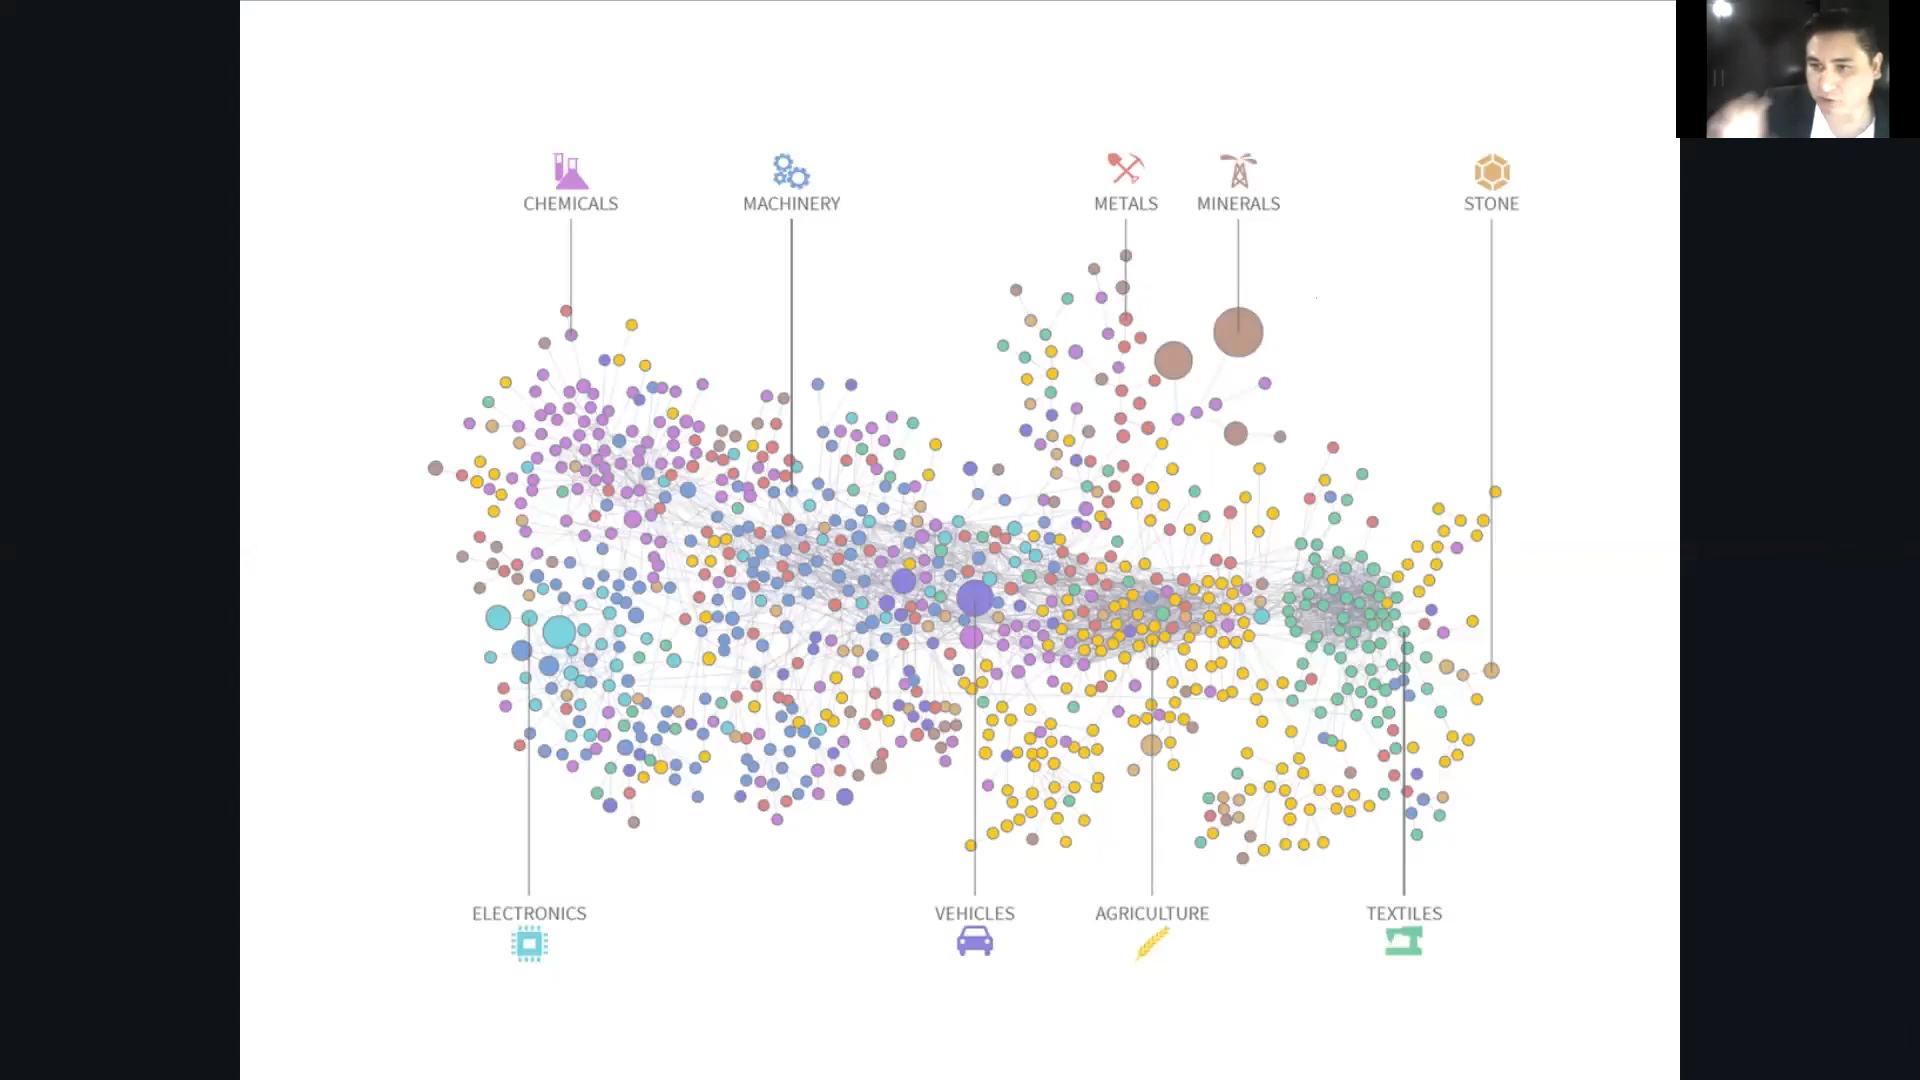 CHEMICALS
MACHINERY
METALS
MINERALS
STONE
ELECTRONICS
VEHICLES
AGRICULTURE
TEXTILES